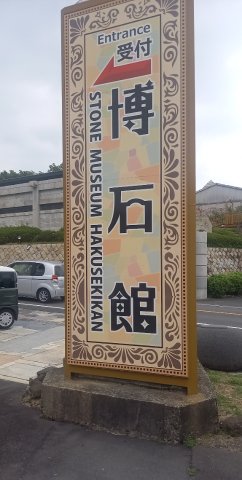 Entrance
受付
博石館
STONE MUSEUM HAKUSEKIKAN